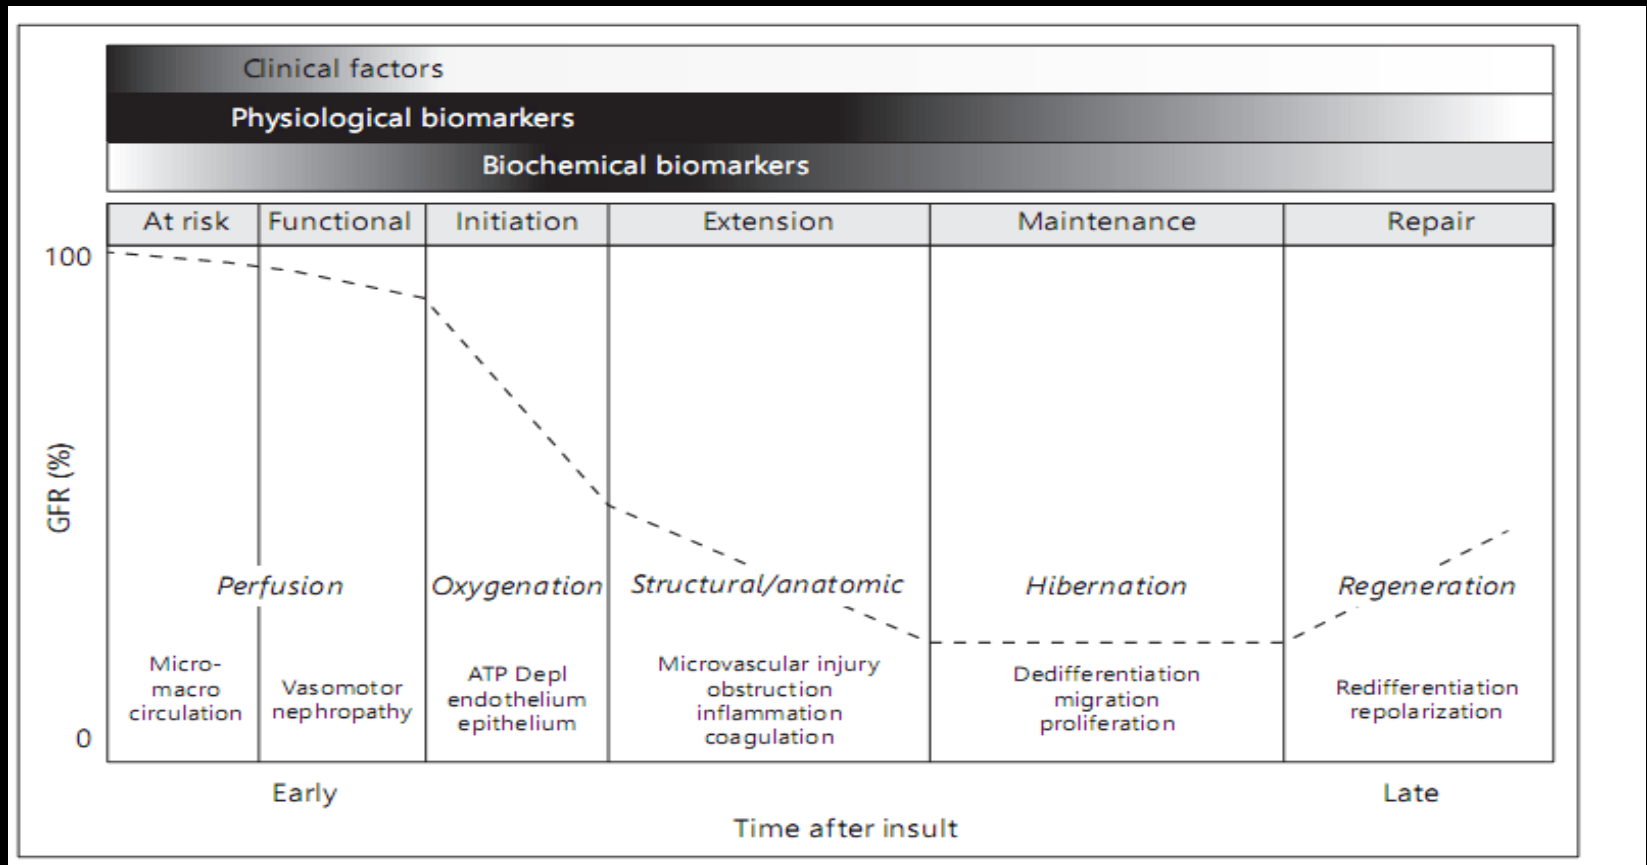 Clinical factors
Physiological biomarkers
Biochemical biomarkers
At risk Functional Initiation Extension Maintenance Repair
100
GFR (%)
Perfusion Oxygenation Structural/anatomic Hibernation Regeneration
Micro-
macro
circulation
Vasomotor
nephropathy
ATP Depl
endothelium
epithelium
Microvascular injury
obstruction
inflammation
coagulation
Dedifferentiation
migration
proliferation
Redifferentiation
repolarization
0
Early Late
Time after insult